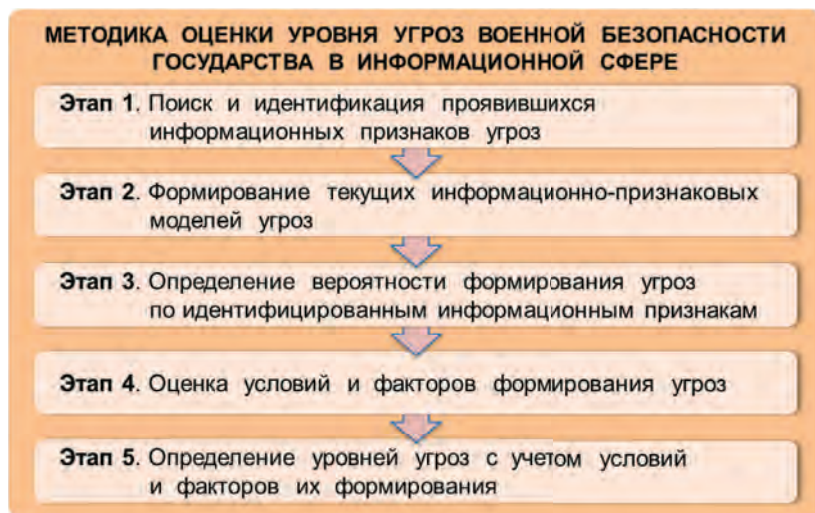 МЕТОДИКА ОЦЕНКИ УРОВНЯ УГРОЗ ВОЕННОЙ БЕЗОПАСНОСТИ
ГОСУДАРСТВА В ИНФОРМАЦИОННОЙ СФЕРЕ
Этап 1. Поиск и идентификация проявившихся
информационных признаков угроз
Этап 2. Формирование текущих информационно-признаковых
моделей угроз
Этап 3. Определение вероятности формирования угроз
по идентифицированным информационным признакам
Этап 4. Оценка условий и факторов формирования угроз
Этап 5. Определение уровней угроз с учетом условий
и факторов их формирования